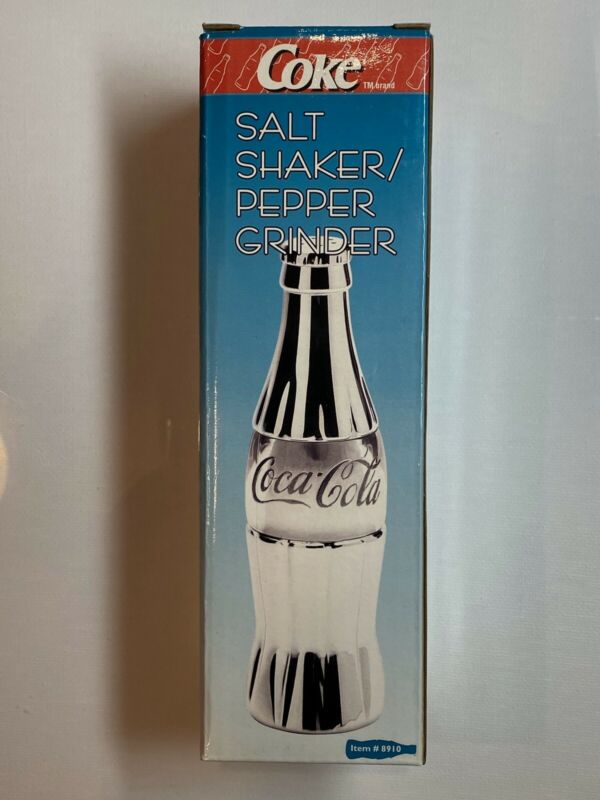 Coke
TM brand
SALT
SHAKER/
PEPPER
GRINDER
Coca-Cola
Item # 8910